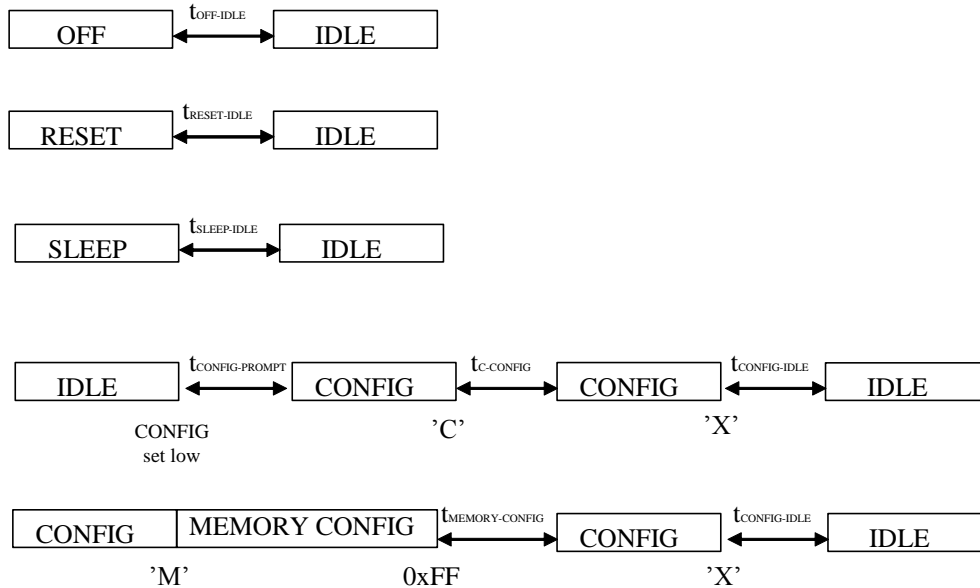 tOFF-IDLE
OFF IDLE
tRESET-IDLE
RESET IDLE
tSLEEP-IDLE
SLEEP IDLE
tCONFIG-PROMPT tC-CONFIG tCONFIG-IDLE
IDLE CONFIG CONFIG IDLE
CONFIG
set low
’C’ ’X’
tMEMORY-CONFIG tCONFIG-IDLE
CONFIG MEMORY CONFIG CONFIG IDLE
’M’ 0xFF ’X’